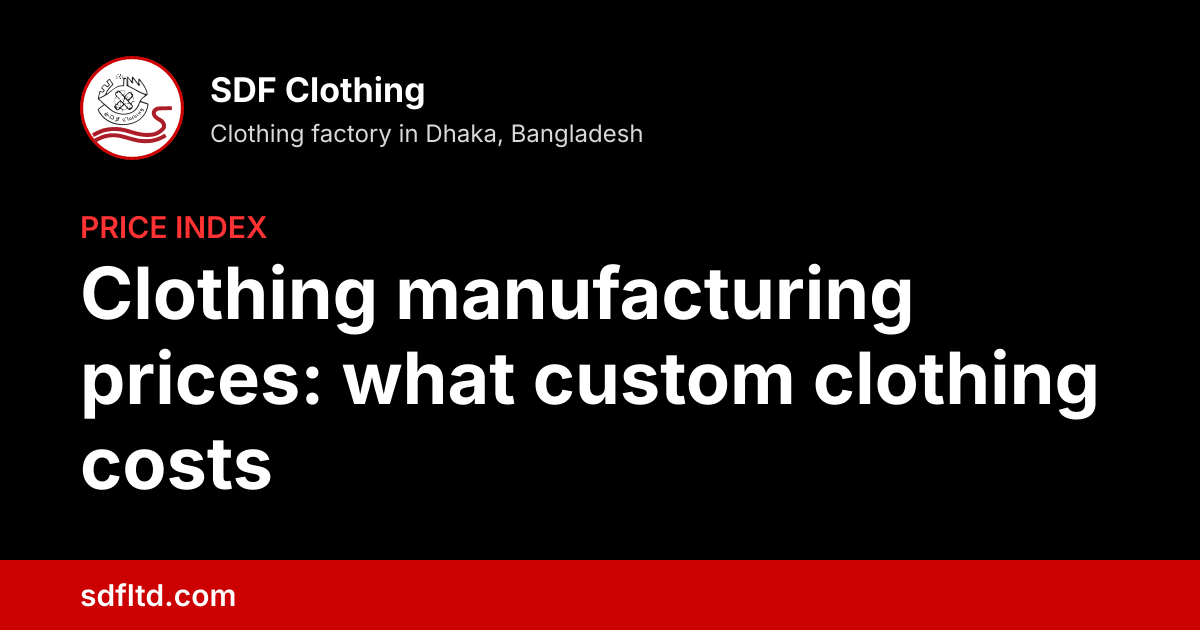 SDF Clothing
Clothing factory in Dhaka, Bangladesh
PRICE INDEX
Clothing manufacturing
prices: what custom clothing
costs
sdfltd.com